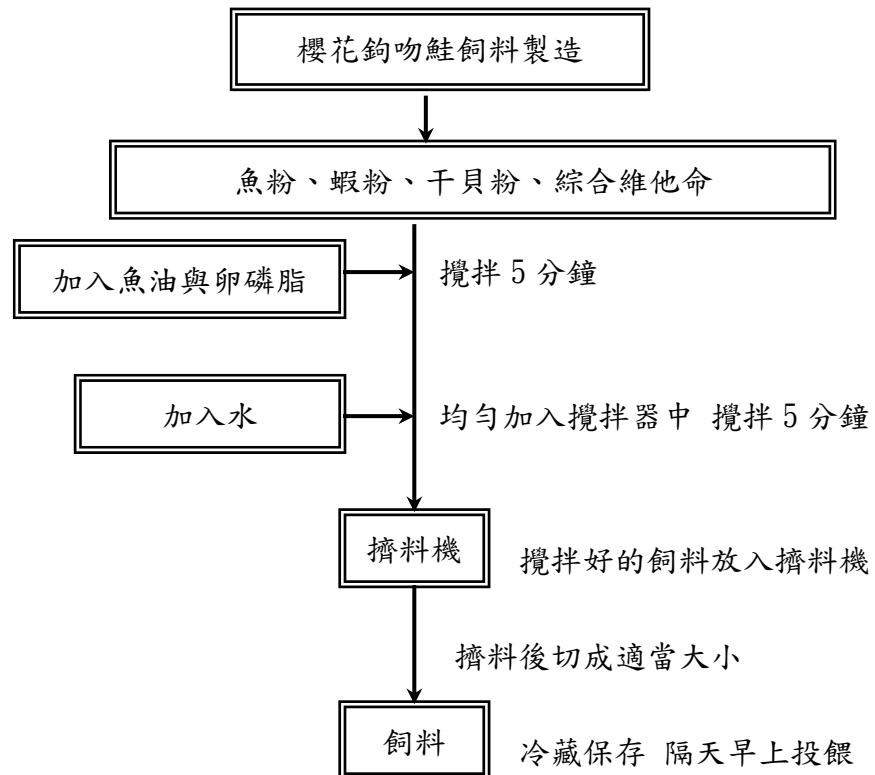 櫻花鉤吻鮭飼料製造
魚粉、蝦粉、干貝粉、綜合維他命
加入魚油與卵磷脂
攪拌 5 分鐘
加入水
均勻加入攪拌器中 攪拌 5 分鐘
擠料機
攪拌好的飼料放入擠料機
擠料後切成適當大小
飼料
冷藏保存 隔天早上投餵